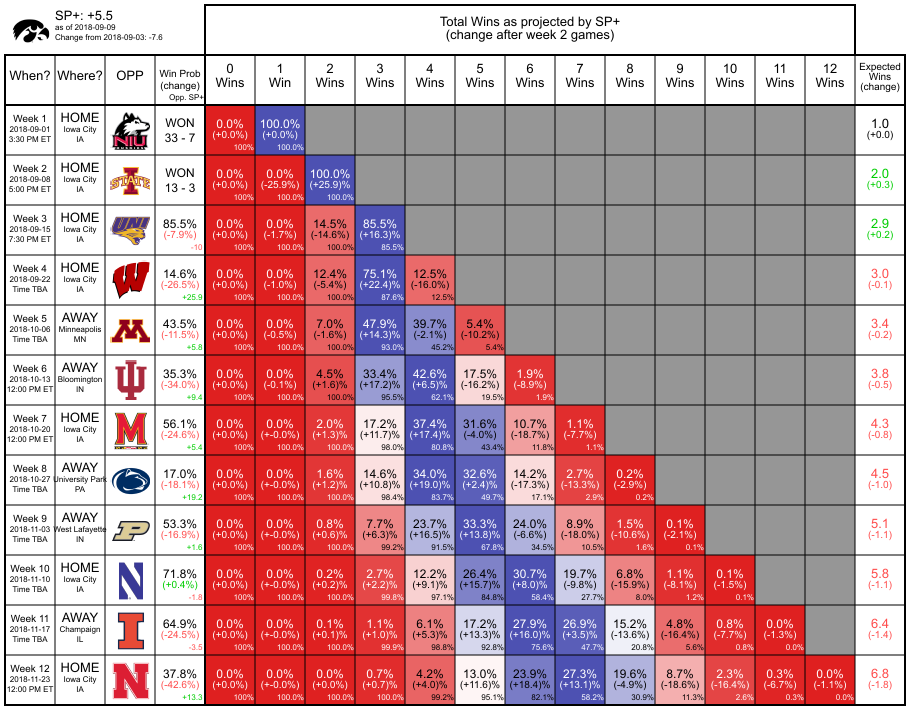 SP+: +5.5
as of 2018-09-09
Change from 2018-09-03: -7.6
Total Wins as projected by SP+
(change after week 2 games)
When? Where? OPP Win Prob (change) Opp. SP+ 0 Wins 1 Win 2 Wins 3 Wins 4 Wins 5 Wins 6 Wins 7 Wins 8 Wins 9 Wins 10 Wins 11 Wins 12 Wins Expected Wins (change)
Week 1 HOME WON 0.0% 100.0% 1.0
2018-09-01 Iowa City 33 - 7 (+0.0%) (+0.0%) (+0.0)
3:30 PM ET IA NIU HUSKIES 100% 100.0%
Week 2 HOME WON 0.0% 0.0% 100.0% 2.0
2018-09-08 Iowa City STATE 13 - 3 (+0.0%) (-25.9%) (+25.9)% (+0.3)
5:00 PM ET IA 100% 100% 100.0%
Week 3 HOME UNI 85.5% 0.0% 0.0% 14.5% 85.5% 2.9
2018-09-15 Iowa City (-7.9%) (+0.0%) (-1.7%) (-14.6%) (+16.3)% (+0.2)
7:30 PM ET IA -10 100% 100% 100.0% 85.5%
Week 4 HOME W 14.6% 0.0% 0.0% 12.4% 75.1% 12.5% 3.0
2018-09-22 Iowa City (-26.5%) (+0.0%) (-1.0%) (-5.4%) (+22.4)% (-16.0%) (-0.1)
Time TBA IA +25.9 100% 100.0% 100.0% 87.6% 12.5%
Week 5 AWAY M 43.5% 0.0% 0.0% 7.0% 47.9% 39.7% 5.4% 3.4
2018-10-06 Minneapolis (-11.5%) (+0.0%) (-0.5%) (-1.6%) (+14.3)% (-2.1%) (-10.2%) (-0.2)
Time TBA MN +5.8 100% 100.0% 100.0% 93.0% 45.2% 5.4%
Week 6 AWAY 35.3% 0.0% 0.0% 4.5% 33.4% 42.6% 17.5% 1.9% 3.8
2018-10-13 Bloomington (-34.0%) (+0.0%) (-0.1%) (+1.6)% (+17.2)% (+6.5)% (-16.2%) (-8.9%) (-0.5)
12:00 PM ET IN +9.4 100% 100.0% 100.0% 95.5% 62.1% 19.5% 1.9%
Week 7 HOME M 56.1% 0.0% 0.0% 2.0% 17.2% 37.4% 31.6% 10.7% 1.1% 4.3
2018-10-20 Iowa City (-24.6%) (+0.0%) (+-0.0%) (+1.3)% (+11.7)% (+17.4)% (-4.0%) (-18.7%) (-7.7%) (-0.8)
12:00 PM ET IA +5.4 100% 100.0% 100.0% 98.0% 80.8% 43.4% 11.8% 1.1%
Week 8 AWAY 17.0% 0.0% 0.0% 1.6% 14.6% 34.0% 32.6% 14.2% 2.7% 0.2% 4.5
2018-10-27 University Park (-18.1%) (+0.0%) (+-0.0%) (+1.2)% (+10.8)% (+19.0)% (+2.4)% (-17.3%) (-13.3%) (-2.9%) (-1.0)
Time TBA PA +19.2 100% 100.0% 100.0% 98.4% 83.7% 49.7% 17.1% 2.9% 0.2%
Week 9 AWAY P 53.3% 0.0% 0.0% 0.8% 7.7% 23.7% 33.3% 24.0% 8.9% 1.5% 0.1% 5.1
2018-11-03 West Lafayette (-16.9%) (+0.0%) (+-0.0%) (+0.6)% (+6.3)% (+16.5)% (+13.8)% (-6.6%) (-18.0%) (-10.6%) (-2.1%) (-1.1)
Time TBA IN +1.6 100% 100.0% 100.0% 99.2% 91.5% 67.8% 34.5% 10.5% 1.6% 0.1%
Week 10 HOME N 71.8% 0.0% 0.0% 0.2% 2.7% 12.2% 26.4% 30.7% 19.7% 6.8% 1.1% 0.1% 5.8
2018-11-10 Iowa City (+0.4%) (+0.0%) (+-0.0%) (+0.2)% (+2.2)% (+9.1)% (+15.7)% (+8.0)% (-9.8%) (-15.9%) (-8.1%) (-1.5%) (-1.1)
Time TBA IA -1.8 100% 100.0% 100.0% 99.8% 97.1% 84.8% 58.4% 27.7% 8.0% 1.2% 0.1%
Week 11 AWAY I 64.9% 0.0% 0.0% 0.1% 1.1% 6.1% 17.2% 27.9% 26.9% 15.2% 4.8% 0.8% 0.0% 6.4
2018-11-17 Champaign (-24.5%) (+0.0%) (+-0.0%) (+0.1)% (+1.0)% (+5.3)% (+13.3)% (+16.0)% (+3.5)% (-13.6%) (-16.4%) (-7.7%) (-1.3%) (-1.4)
Time TBA IL -3.5 100% 100.0% 100.0% 99.9% 98.8% 92.8% 75.6% 47.7% 20.8% 5.6% 0.8% 0.0%
Week 12 HOME N 37.8% 0.0% 0.0% 0.0% 0.7% 4.2% 13.0% 23.9% 27.3% 19.6% 8.7% 2.3% 0.3% 0.0% 6.8
2018-11-23 Iowa City (-42.6%) (+0.0%) (+-0.0%) (+0.0)% (+0.7)% (+4.0)% (+11.6)% (+18.4)% (+13.1)% (-4.9%) (-18.6%) (-16.4%) (-6.7%) (-1.1%) (-1.8)
12:00 PM ET IA +13.3 100% 100.0% 100.0% 100.0% 99.2% 95.1% 82.1% 58.2% 30.9% 11.3% 2.6% 0.3% 0.0%